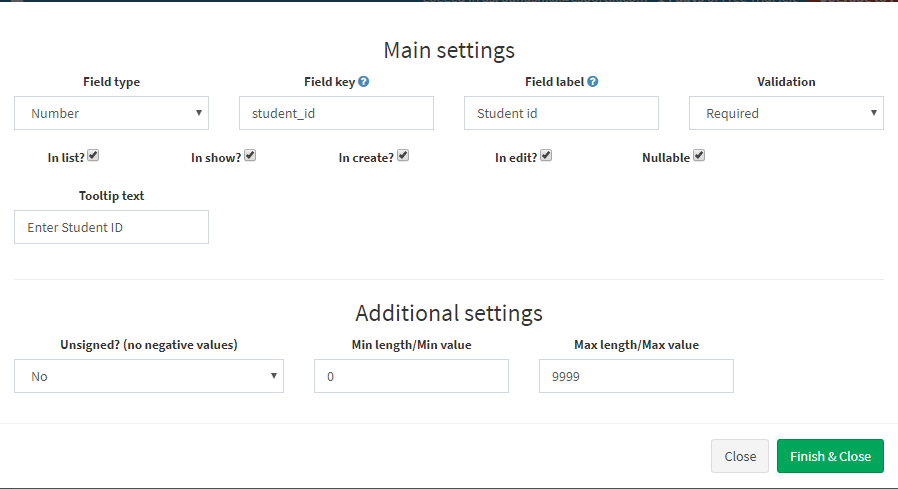 Main settings
Field type Field key Field label Validation
Number student_id Student id Required
In list? In show? In create? In edit? Nullable
Tooltip text
Enter Student ID
Additional settings
Unsigned? (no negative values) Min length/Min value Max length/Max value
No 0 9999
Close Finish & Close